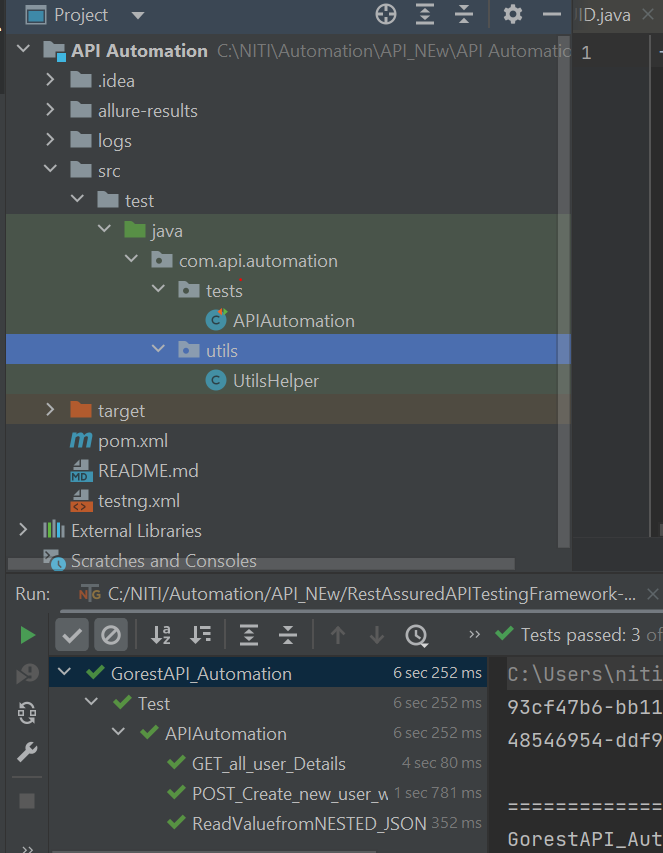 Project
API Automation C:\NITI\Automation\API_NEw\API Automatio
.idea
allure-results
logs
src
test
java
com.api.automation
tests
C APIAutomation
utils
C UtilsHelper
target
m pom.xml
MD README.md
testng.xml
External Libraries
Scratches and Consoles
ID.java
1
Run: NTG C:/NITI/Automation/API_NEw/RestAssuredAPITestingFramework-...
Tests passed: 3 of
GorestAPI_Automation 6 sec 252 ms
Test 6 sec 252 ms
APIAutomation 6 sec 252 ms
GET_all_user_Details 4 sec 80 ms
POST_Create_new_user_w 1 sec 781 ms
ReadValuefromNESTED_JSON 352 ms
C:\Users\niti
93cf47b6-bb11
48546954-ddf9
=============
GorestAPI_Aut